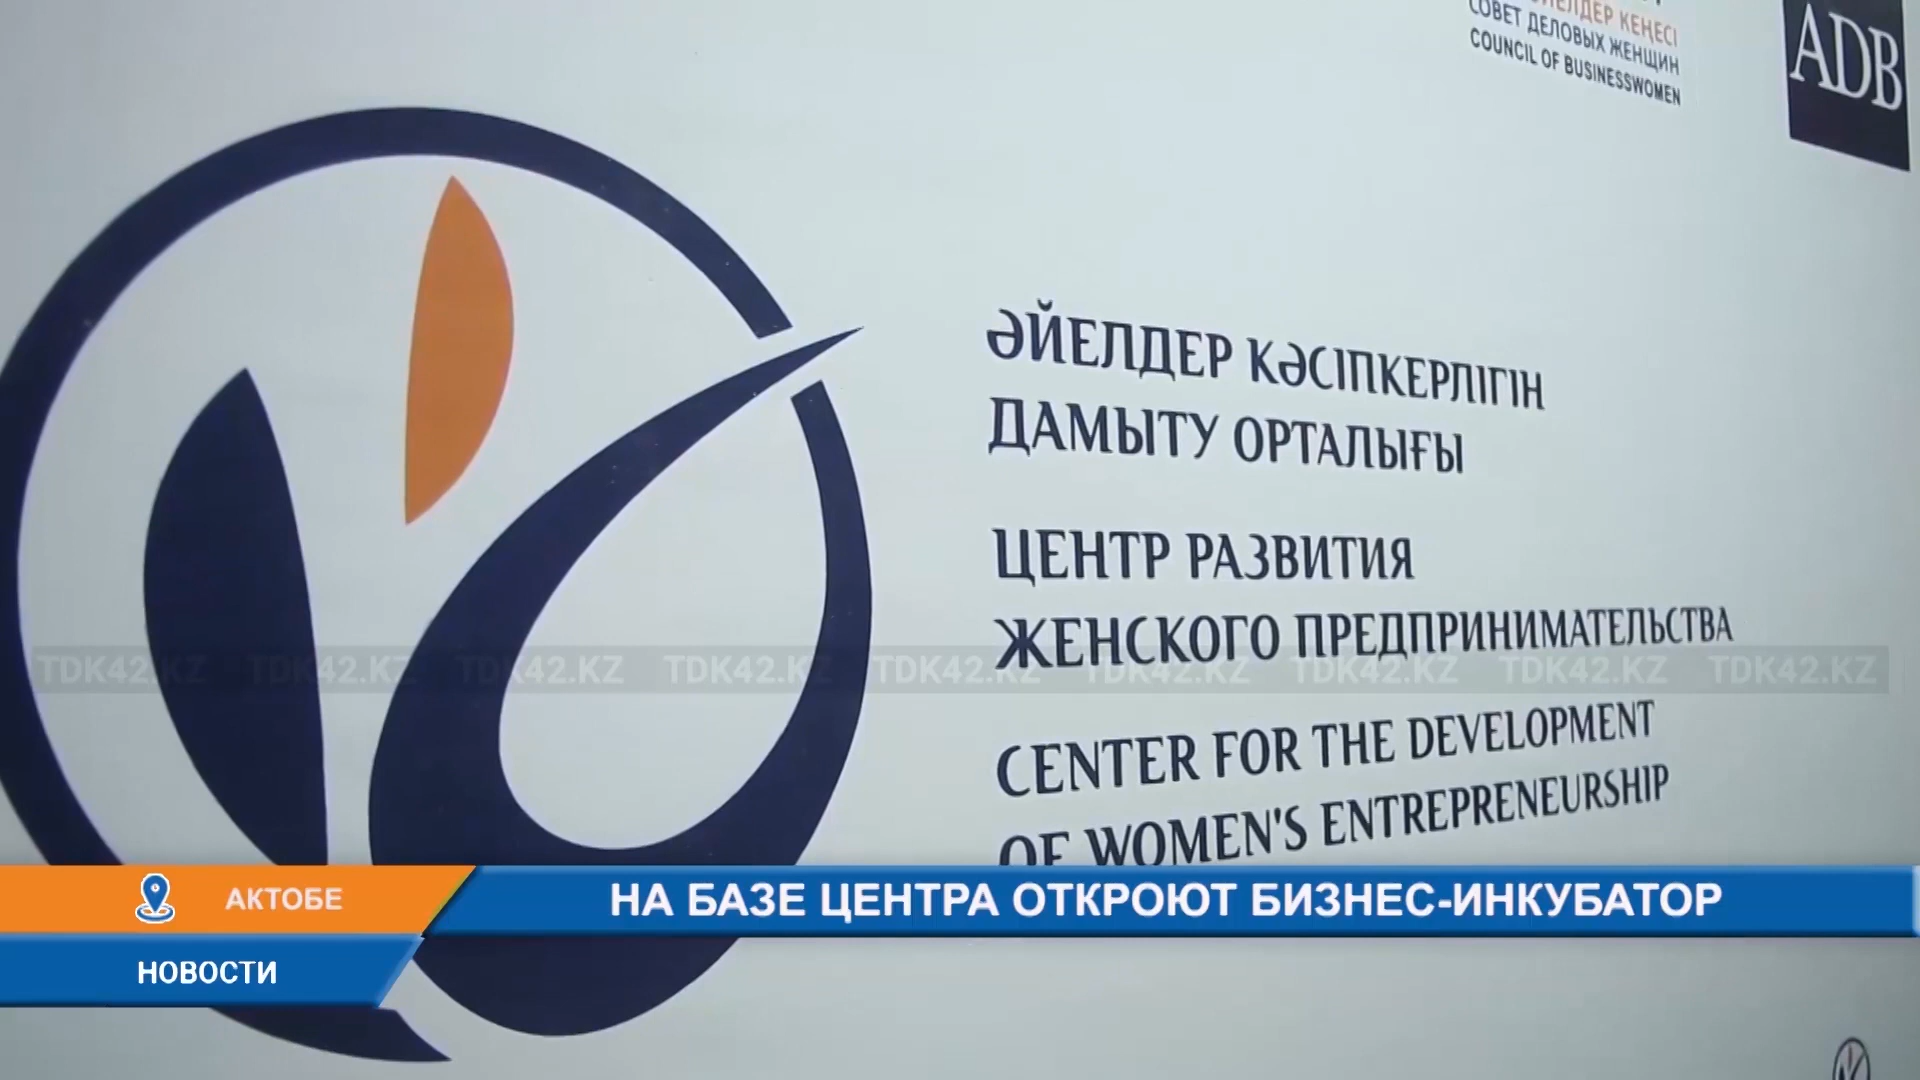 ӘЙЕЛДЕР КЕҢЕСІ
СОВЕТ ДЕЛОВЫХ ЖЕНЩИН
COUNCIL OF BUSINESSWOMEN
ADB
ӘЙЕЛДЕР КӘСІПКЕРЛІГІН
ДАМЫТУ ОРТАЛЫҒЫ
ЦЕНТР РАЗВИТИЯ
ЖЕНСКОГО ПРЕДПРИНИМАТЕЛЬСТВА
TDK42.KZ TDK42.KZ TDK42.KZ TDK42.KZ TDK42.KZ TDK42.KZ TDK42.KZ TDK42.KZ TDK42.KZ
CENTER FOR THE DEVELOPMENT
OF WOMEN'S ENTREPRENEURSHIP
АКТОБЕ
НА БАЗЕ ЦЕНТРА ОТКРОЮТ БИЗНЕС-ИНКУБАТОР
НОВОСТИ